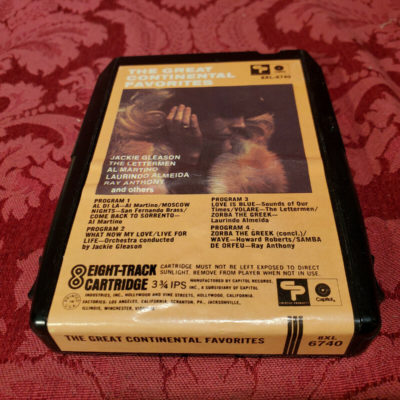 THE GREAT
CONTINENTAL
FAVORITES
8XL-6740
JACKIE GLEASON
THE LETTERMEN
AL MARTINO
LAURINDO ALMEIDA
RAY ANTHONY
and others
PROGRAM 1
AL DI LA—Al Martino/MOSCOW
NIGHTS—San Fernando Brass/
COME BACK TO SORRENTO—
Al Martino
PROGRAM 2
WHAT NOW MY LOVE/LIVE FOR
LIFE—Orchestra conducted
by Jackie Gleason
PROGRAM 3
LOVE IS BLUE—Sounds of Our
Times/VOLARE—The Lettermen/
ZORBA THE GREEK—
Laurindo Almeida
PROGRAM 4
ZORBA THE GREEK (concl.)/
WAVE—Howard Roberts/SAMBA
DE ORFEU—Ray Anthony
8 EIGHT-TRACK
CARTRIDGE 3¾ IPS
CARTRIDGE MUST NOT BE LEFT EXPOSED TO DIRECT
SUNLIGHT. REMOVE FROM PLAYER WHEN NOT IN USE.
MANUFACTURED BY CAPITOL RECORDS,
INC., A SUBSIDIARY OF CAPITOL
INDUSTRIES, INC., HOLLYWOOD AND VINE STREETS, HOLLYWOOD, CALIFORNIA.
FACTORIES: LOS ANGELES, CALIFORNIA, SCRANTON, PA., JACKSONVILLE,
ILLINOIS, WINCHESTER,
Capitol
THE GREAT CONTINENTAL FAVORITES
8XL
6740